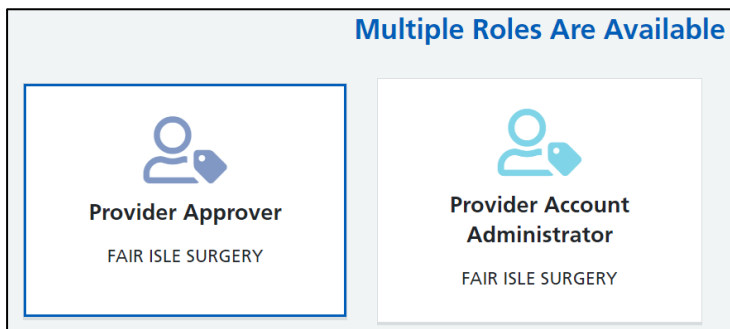 Multiple Roles Are Available
Provider Approver
FAIR ISLE SURGERY
Provider Account
Administrator
FAIR ISLE SURGERY